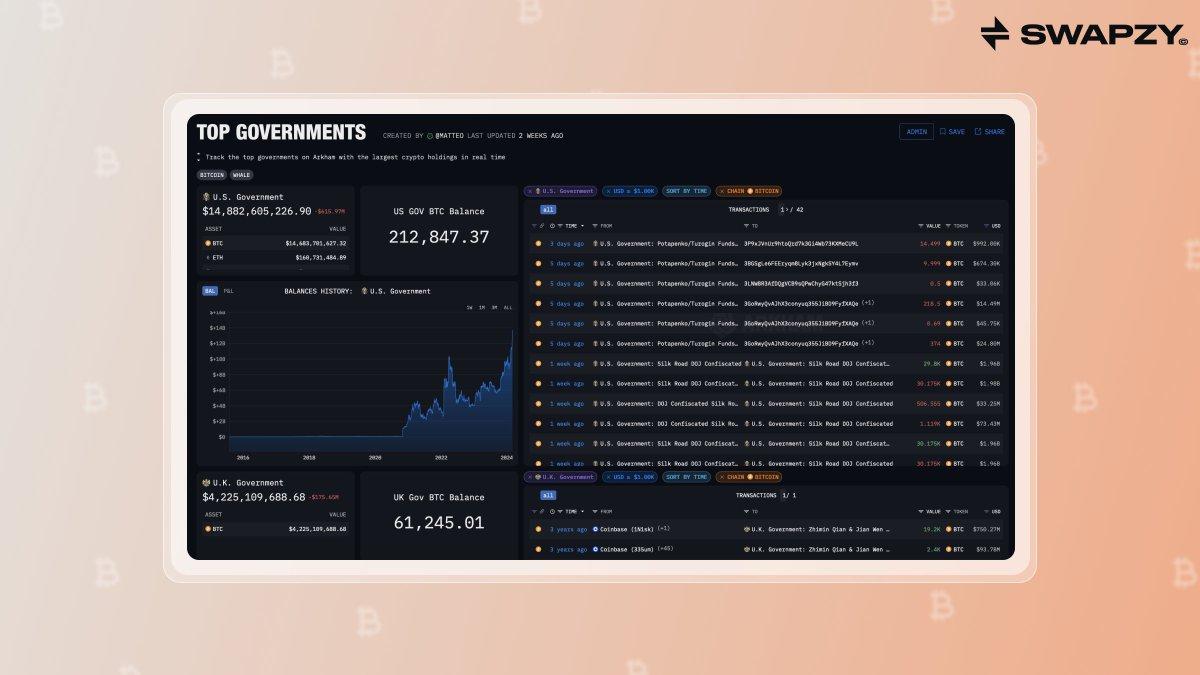 SWAPZY
TOP GOVERNMENTS
CREATED BY @MATTEO LAST UPDATED 2 WEEKS AGO
ADMIN SAVE SHARE
Track the top governments on Arkham with the largest crypto holdings in real time
BITCOIN WHALE
U.S. Government
$14,882,605,226.90 -$615.97M
ASSET VALUE
BTC $14,683,701,627.32
ETH $160,731,484.89
US GOV BTC Balance
212,847.37
× U.S. Government × USD ≥ $1.00K SORT BY TIME × CHAIN BITCOIN
all TRANSACTIONS 1 / 42
TIME FROM TO VALUE TOKEN USD
3 days ago U.S. Government: Potapenko/Turogin Funds… BTC $992.00K
5 days ago U.S. Government: Potapenko/Turogin Funds… 9.999 BTC $674.30K
5 days ago U.S. Government: Potapenko/Turogin Funds… 0.5 BTC $33.06K
5 days ago U.S. Government: Potapenko/Turogin Funds… (+1) 218.5 BTC $14.49M
5 days ago U.S. Government: Potapenko/Turogin Funds… (+1) 0.69 BTC $45.75K
5 days ago U.S. Government: Potapenko/Turogin Funds… (+1) 374 BTC $24.80M
1 week ago U.S. Government: Silk Road DOJ Confiscated U.S. Government: Silk Road DOJ Confiscat… 29.8K BTC $1.96B
1 week ago U.S. Government: Silk Road DOJ Confiscat… U.S. Government: Silk Road DOJ Confiscated 30.175K BTC $1.98B
1 week ago U.S. Government: DOJ Confiscated Silk Ro… U.S. Government: Silk Road DOJ Confiscated 506.555 BTC $33.25M
1 week ago U.S. Government: DOJ Confiscated Silk Ro… U.S. Government: Silk Road DOJ Confiscated 1.119K BTC $73.43M
1 week ago U.S. Government: Silk Road DOJ Confiscat… U.S. Government: Silk Road DOJ Confiscat… 30.175K BTC $1.96B
1 week ago U.S. Government: Silk Road DOJ Confiscat… U.S. Government: Silk Road DOJ Confiscated 30.175K BTC $1.96B
BAL P&L BALANCES HISTORY: U.S. Government
1W 1M 3M ALL
$+16B
$+14B
$+12B
$+10B
$+8B
$+6B
$+4B
$+2B
$0
2016 2018 2020 2022 2024
U.K. Government
$4,225,109,688.68 -$175.65M
ASSET VALUE
BTC $4,225,109,688.68
UK Gov BTC Balance
61,245.01
× U.K. Government × USD ≥ $1.00K SORT BY TIME × CHAIN BITCOIN
all TRANSACTIONS 1 / 1
TIME FROM TO VALUE TOKEN USD
3 years ago Coinbase (1N1sk) (+1) U.K. Government: Zhimin Qian & Jian Wen … 19.2K BTC $750.27M
3 years ago Coinbase (335um) (+45) U.K. Government: Zhimin Qian & Jian Wen … 2.4K BTC $93.78M